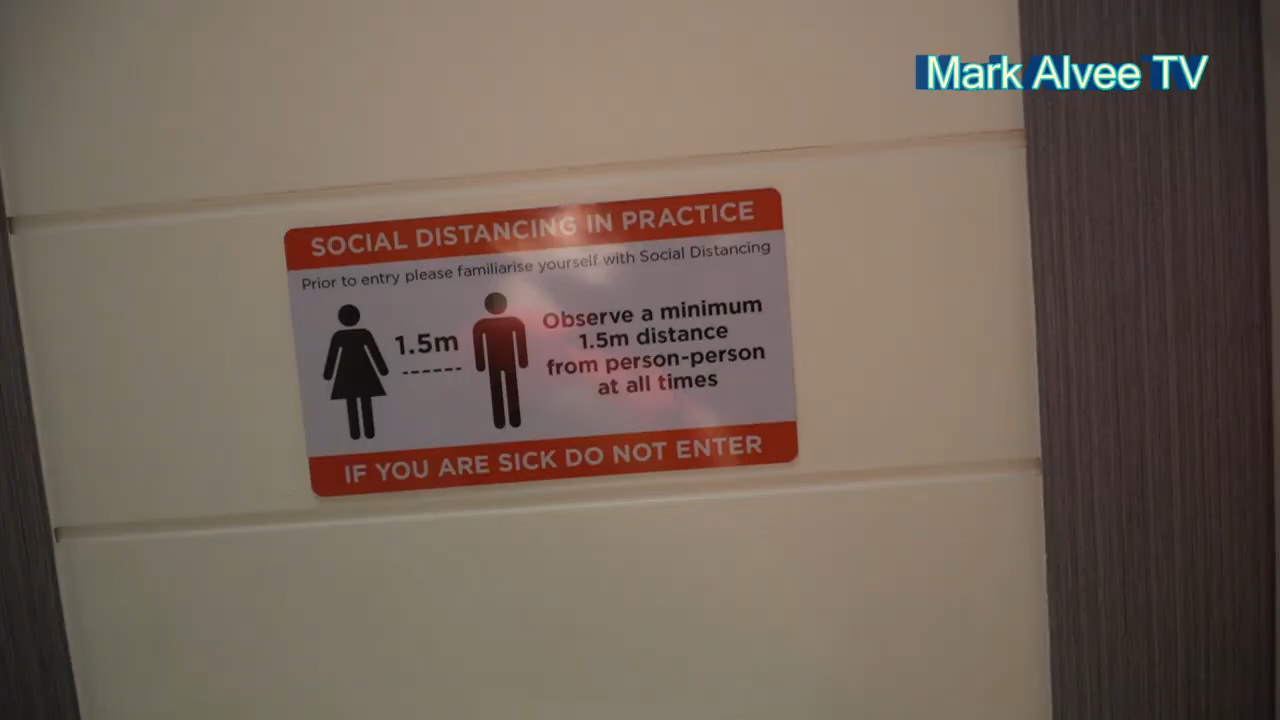 Mark Alvee TV
SOCIAL DISTANCING IN PRACTICE
Prior to entry please familiarise yourself with Social Distancing
1.5m
Observe a minimum
1.5m distance
from person-person
at all times
IF YOU ARE SICK DO NOT ENTER